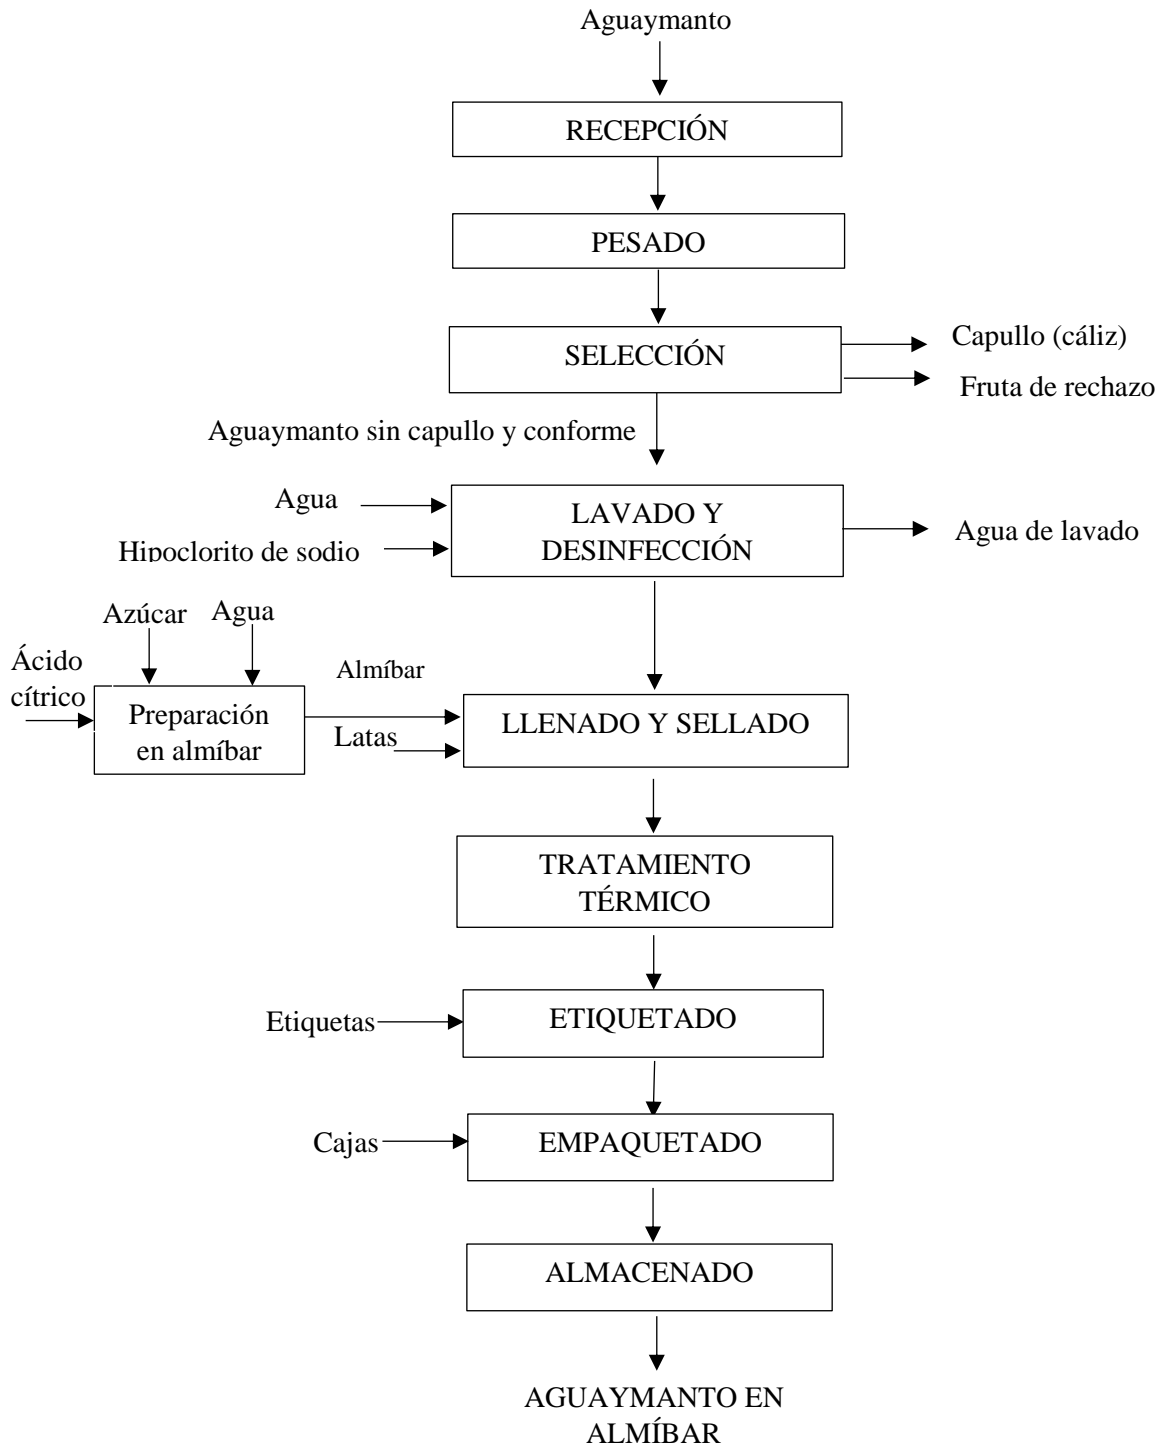 Aguaymanto
RECEPCIÓN
PESADO
SELECCIÓN
Capullo (cáliz)
Fruta de rechazo
Aguaymanto sin capullo y conforme
Agua
Hipoclorito de sodio
LAVADO Y
DESINFECCIÓN
Agua de lavado
Azúcar
Agua
Ácido
cítrico
Preparación
en almíbar
Almíbar
Latas
LLENADO Y SELLADO
TRATAMIENTO
TÉRMICO
Etiquetas
ETIQUETADO
Cajas
EMPAQUETADO
ALMACENADO
AGUAYMANTO EN
ALMÍBAR